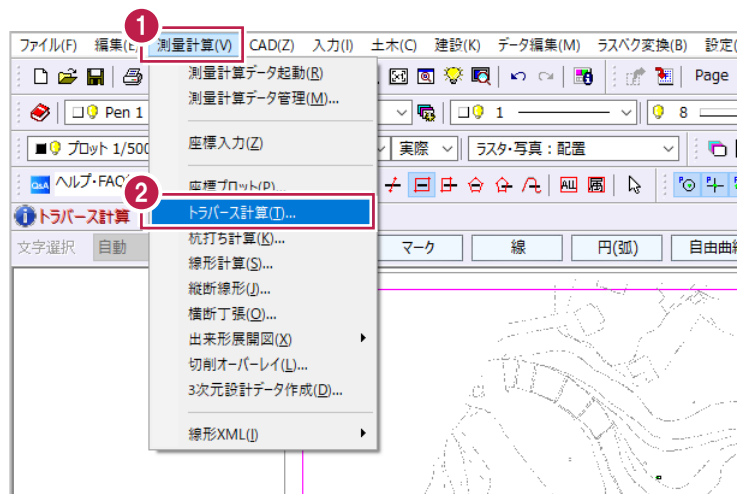 1
ファイル(F) 編集(E) 測量計算(V) CAD(Z) 入力(I) 土木(C) 建設(K) データ編集(M) ラスベク変換(B) 設定(
測量計算データ起動(R)
Page
測量計算データ管理(M)...
Pen 1
1
8
座標入力(Z)
プロット 1/500
実際
ラスタ・写真：配置
ヘルプ・FAQ
Q&A
ALL
図
2
座標プロット(P)...
トラバース計算
トラバース計算(T)...
杭打ち計算(K)...
文字選択 自動
マーク 線 円(弧) 自由曲線
線形計算(S)...
縦断線形(J)...
横断丁張(O)...
出来形展開図(X)
切削オーバーレイ(L)...
3次元設計データ作成(D)...
線形XML(I)